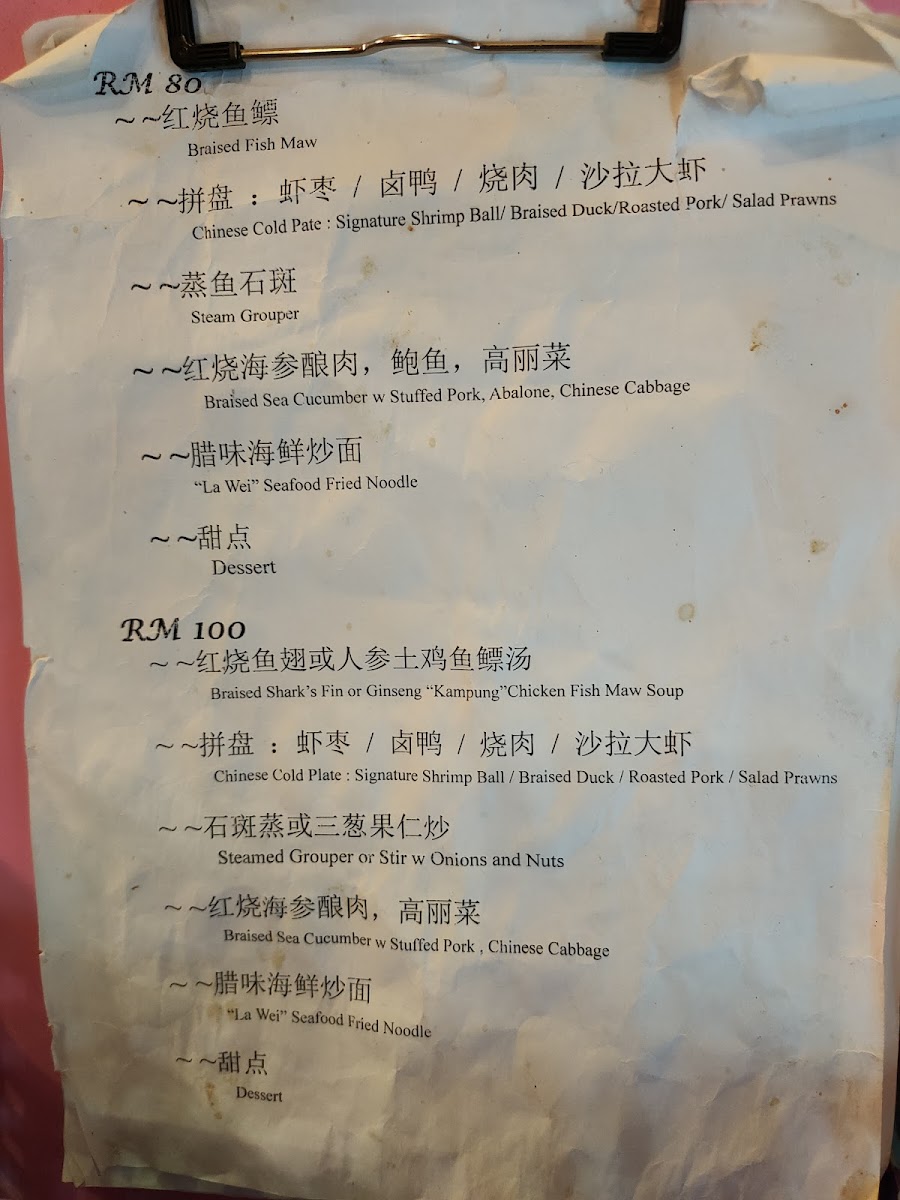 RM 80
~ ~红烧鱼鳔
Braised Fish Maw
~ ~拼盘 : 虾枣 / 卤鸭 / 烧肉 / 沙拉大虾
Chinese Cold Pate : Signature Shrimp Ball/ Braised Duck/Roasted Pork/ Salad Prawns
~ ~蒸鱼石斑
Steam Grouper
~ ~红烧海参酿肉，鲍鱼，高丽菜
Braised Sea Cucumber w Stuffed Pork, Abalone, Chinese Cabbage
~ ~腊味海鲜炒面
“La Wei” Seafood Fried Noodle
~ ~甜点
Dessert
RM 100
~ ~红烧鱼翅或人参土鸡鱼鳔汤
Braised Shark’s Fin or Ginseng “Kampung”Chicken Fish Maw Soup
~ ~拼盘 : 虾枣 / 卤鸭 / 烧肉 / 沙拉大虾
Chinese Cold Plate : Signature Shrimp Ball / Braised Duck / Roasted Pork / Salad Prawns
~ ~石斑蒸或三葱果仁炒
Steamed Grouper or Stir w Onions and Nuts
~ ~红烧海参酿肉，高丽菜
Braised Sea Cucumber w Stuffed Pork , Chinese Cabbage
~ ~腊味海鲜炒面
“La Wei” Seafood Fried Noodle
~ ~甜点
Dessert